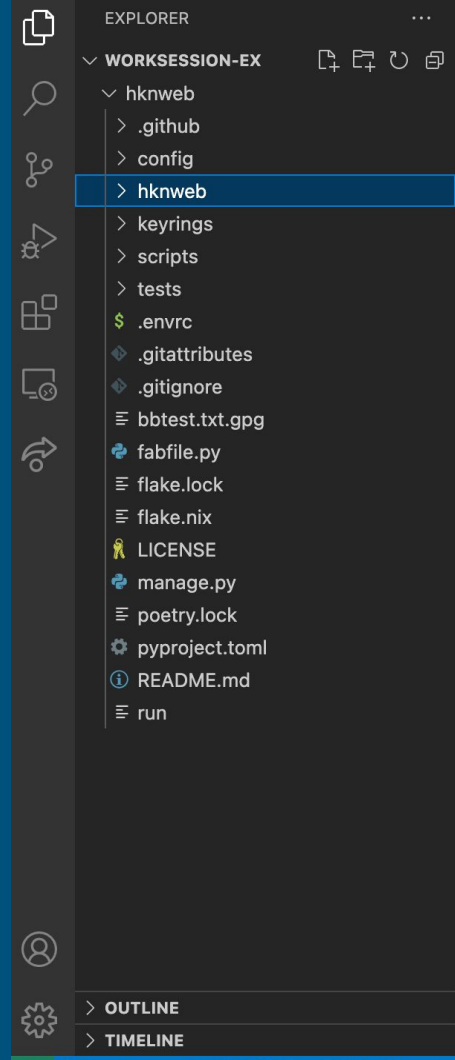 EXPLORER
WORKSESSION-EX
hknweb
.github
config
hknweb
keyrings
scripts
tests
.envrc
.gitattributes
.gitignore
bbtest.txt.gpg
fabfile.py
flake.lock
flake.nix
LICENSE
manage.py
poetry.lock
pyproject.toml
README.md
run
OUTLINE
TIMELINE